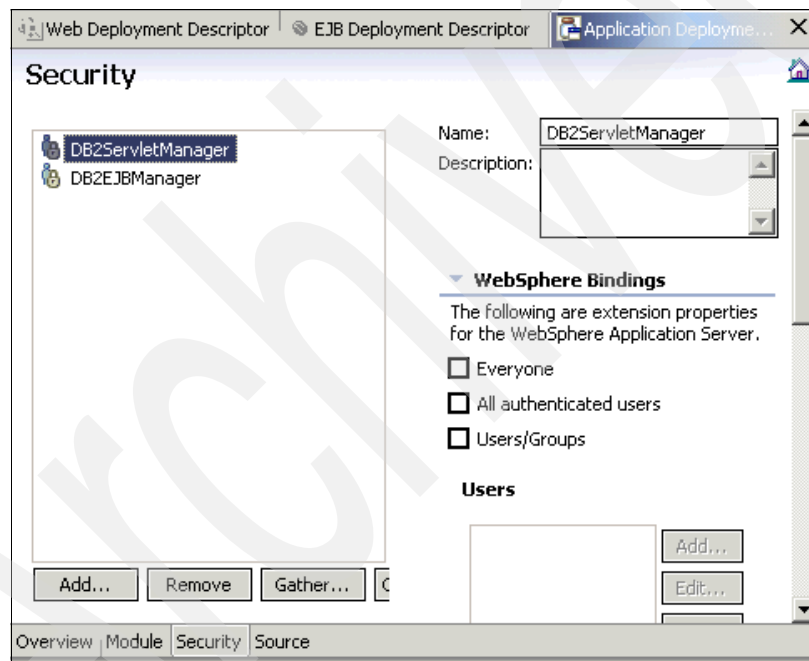 Web Deployment Descriptor EJB Deployment Descriptor Application Deployme...
Security
DB2ServletManager
DB2EJBManager
Name: DB2ServletManager
Description:
WebSphere Bindings
The following are extension properties
for the WebSphere Application Server.
Everyone
All authenticated users
Users/Groups
Users
Add...
Edit...
Add... Remove Gather...
Overview Module Security Source